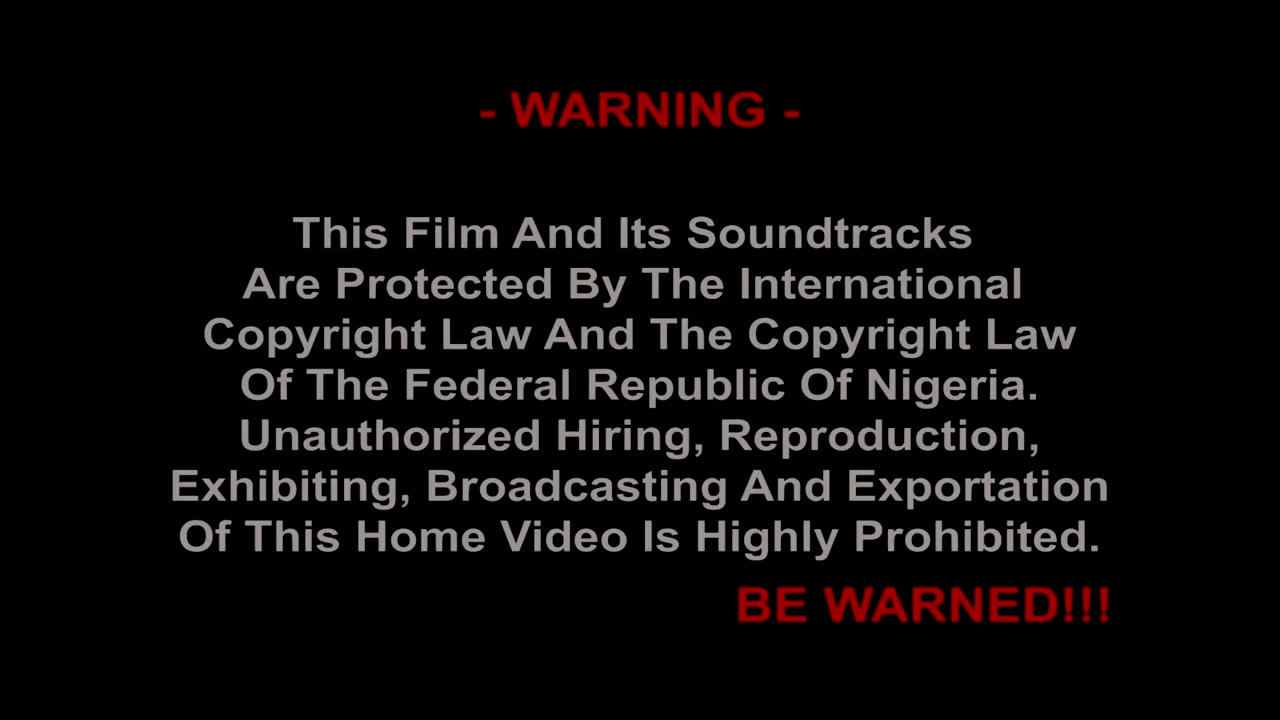 - WARNING -
This Film And Its Soundtracks
Are Protected By The International
Copyright Law And The Copyright Law
Of The Federal Republic Of Nigeria.
Unauthorized Hiring, Reproduction,
Exhibiting, Broadcasting And Exportation
Of This Home Video Is Highly Prohibited.
BE WARNED!!!